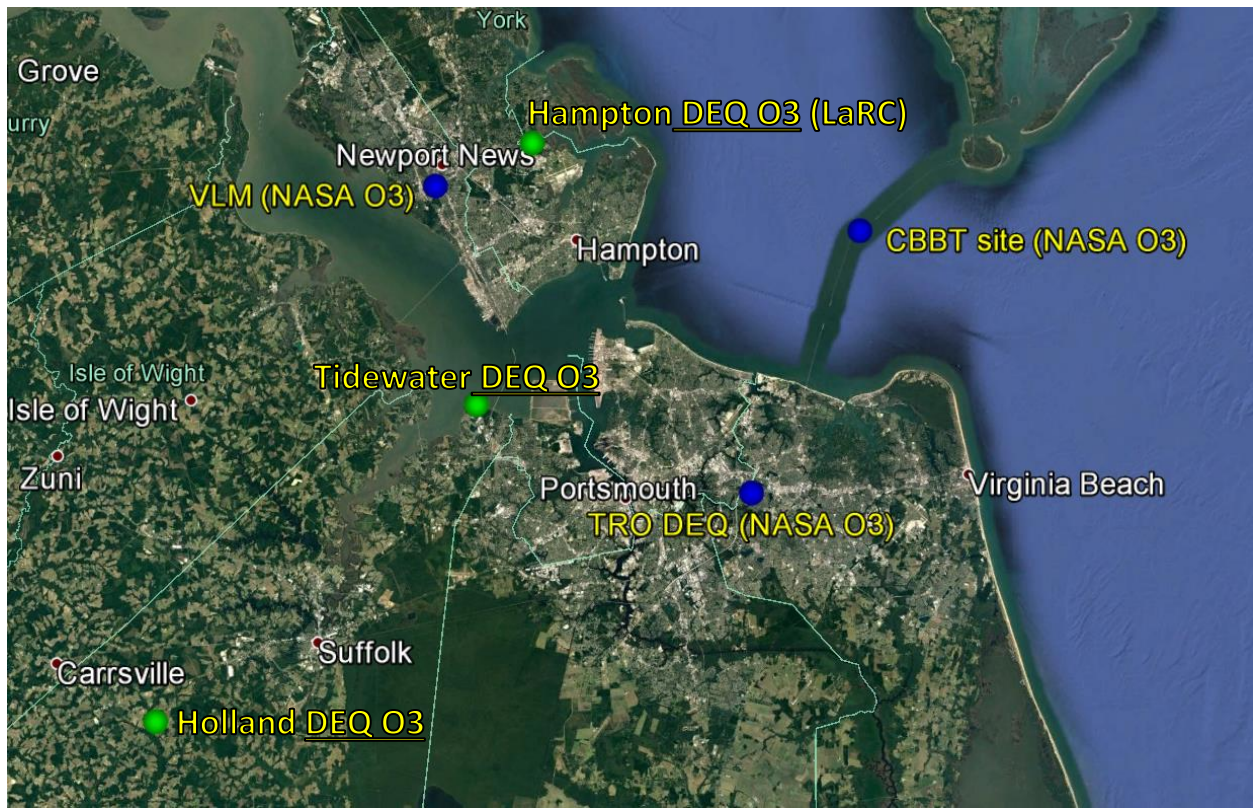 York
Grove
urry
Hampton DEQ O3 (LaRC)
Newport News
VLM (NASA O3)
Hampton
CBBT site (NASA O3)
Isle of Wight
Tidewater DEQ O3
Isle of Wight
Zuni
Portsmouth
Virginia Beach
TRO DEQ (NASA O3)
Suffolk
Carrsville
Holland DEQ O3